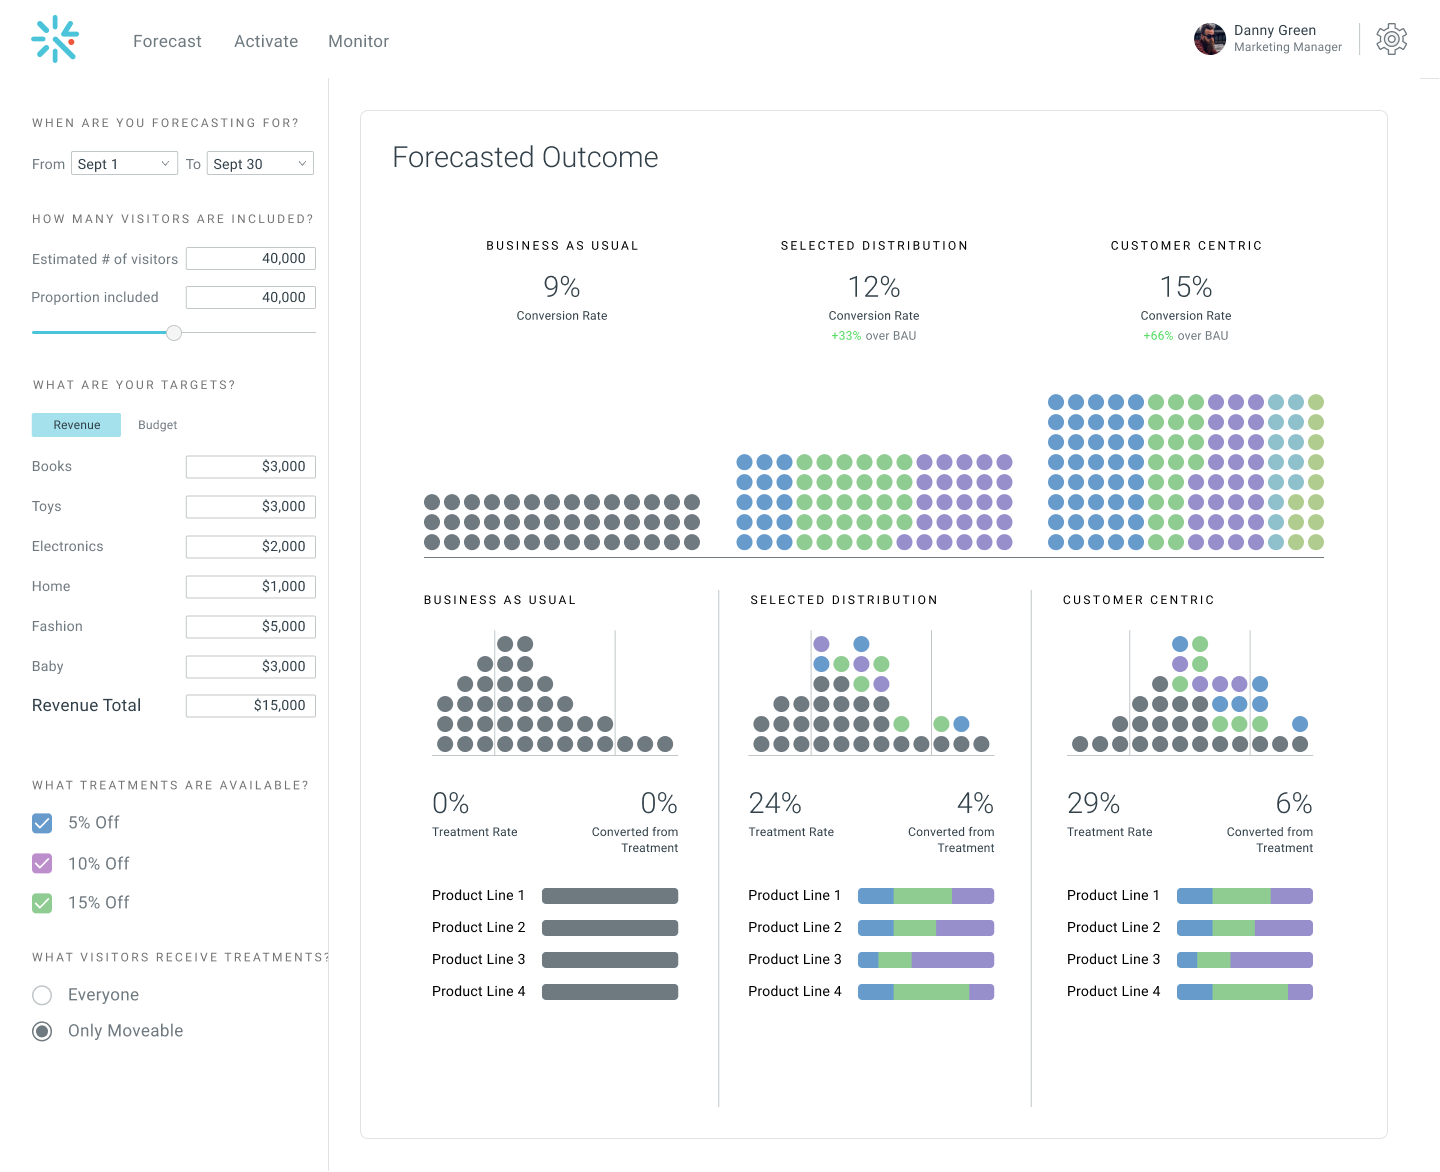 Forecast Activate Monitor
Danny Green
Marketing Manager
WHEN ARE YOU FORECASTING FOR?
From Sept 1 To Sept 30
HOW MANY VISITORS ARE INCLUDED?
Estimated # of visitors 40,000
Proportion included 40,000
WHAT ARE YOUR TARGETS?
Revenue Budget
Books $3,000
Toys $3,000
Electronics $2,000
Home $1,000
Fashion $5,000
Baby $3,000
Revenue Total $15,000
WHAT TREATMENTS ARE AVAILABLE?
5% Off
10% Off
15% Off
WHAT VISITORS RECEIVE TREATMENTS?
Everyone
Only Moveable
Forecasted Outcome
BUSINESS AS USUAL
9%
Conversion Rate
SELECTED DISTRIBUTION
12%
Conversion Rate
+33% over BAU
CUSTOMER CENTRIC
15%
Conversion Rate
+66% over BAU
BUSINESS AS USUAL
0% 0%
Treatment Rate Converted from
Treatment
Product Line 1
Product Line 2
Product Line 3
Product Line 4
SELECTED DISTRIBUTION
24% 4%
Treatment Rate Converted from
Treatment
Product Line 1
Product Line 2
Product Line 3
Product Line 4
CUSTOMER CENTRIC
29% 6%
Treatment Rate Converted from
Treatment
Product Line 1
Product Line 2
Product Line 3
Product Line 4